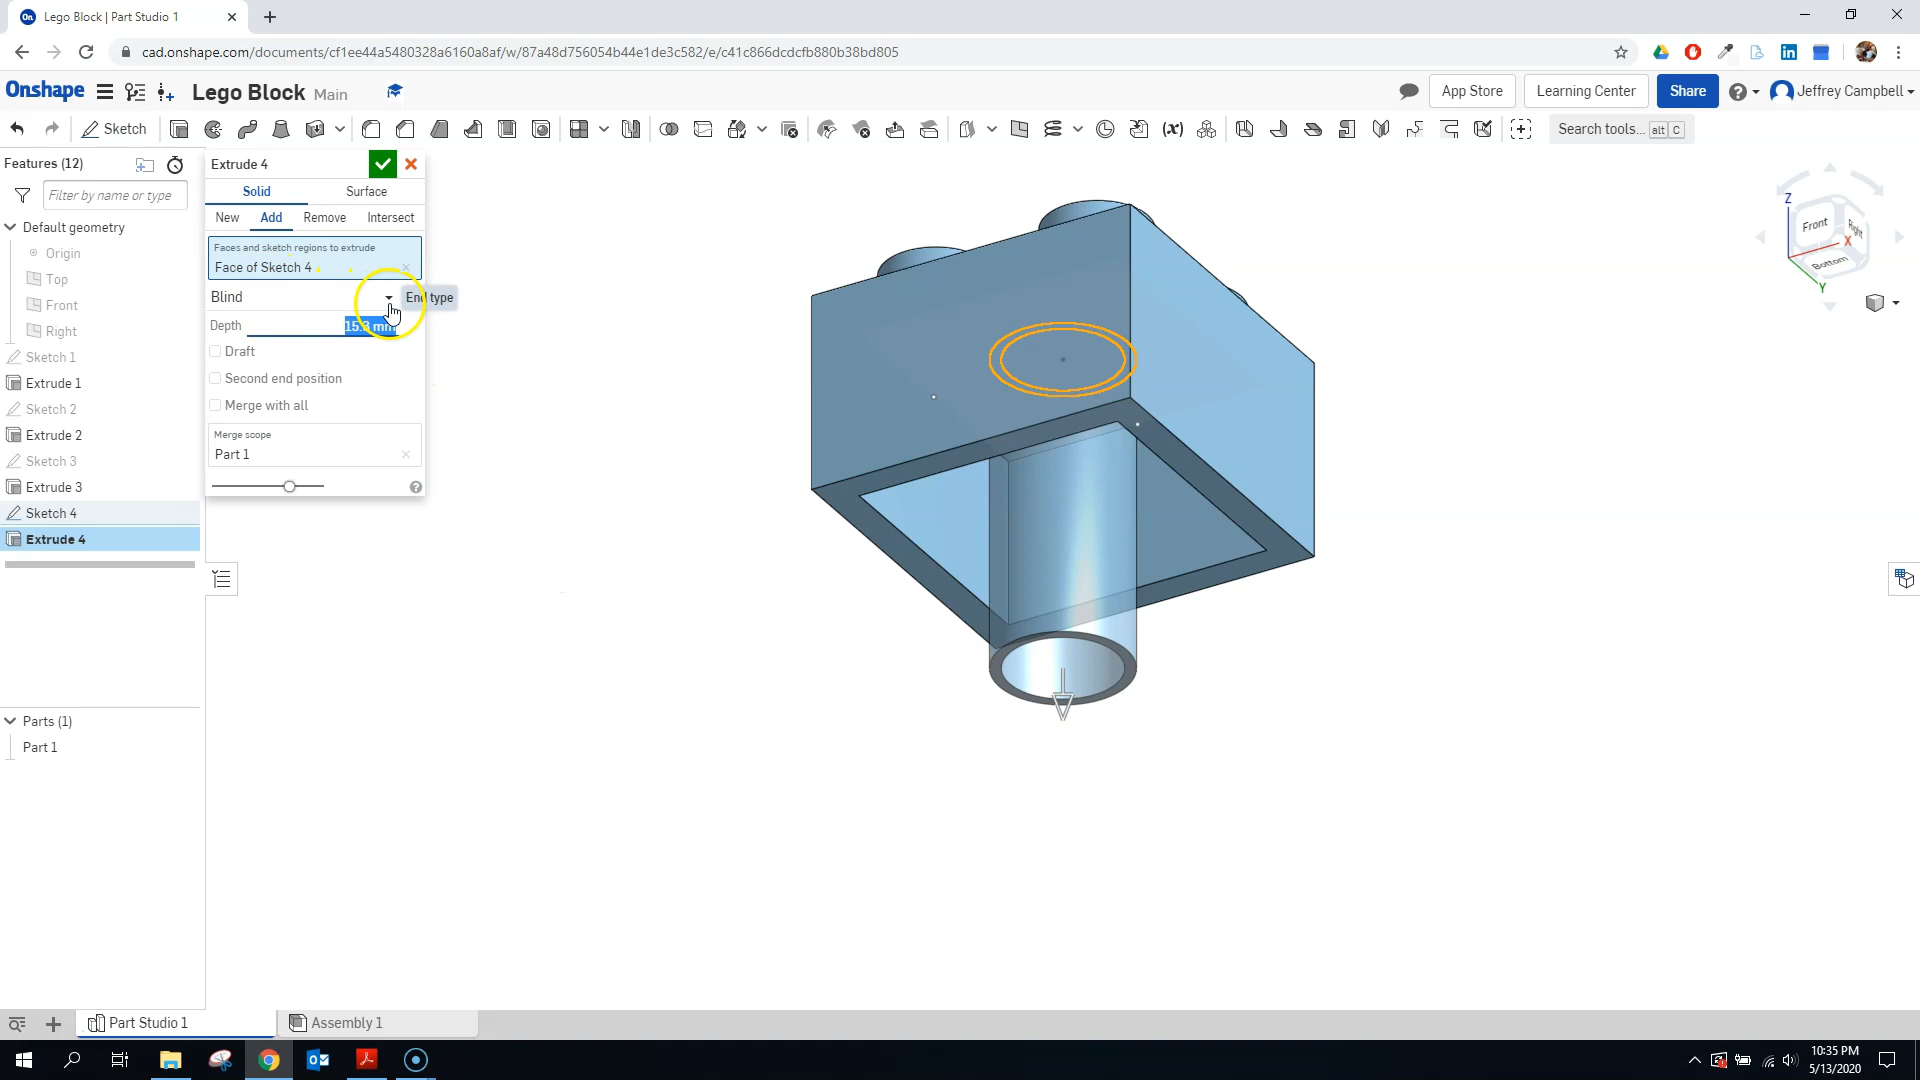 Lego Block | Part Studio 1
cad.onshape.com/documents/cf1ee44a5480328a6160a8af/w/87a48d756054b44e1de3c582/e/c41c866dcdcfb880b38bd805
Onshape
Lego Block Main
App Store
Learning Center
Share
Jeffrey Campbell
Sketch
Search tools... alt C
Features (12)
Filter by name or type
Default geometry
Origin
Top
Front
Right
Sketch 1
Extrude 1
Sketch 2
Extrude 2
Sketch 3
Extrude 3
Sketch 4
Extrude 4
Parts (1)
Part 1
Extrude 4
Solid Surface
New Add Remove Intersect
Faces and sketch regions to extrude
Face of Sketch 4
Blind
End type
Depth 15.3 mm
Draft
Second end position
Merge with all
Merge scope
Part 1
Z
Front
Right
X
Bottom
Y
Part Studio 1
Assembly 1
10:35 PM
5/13/2020